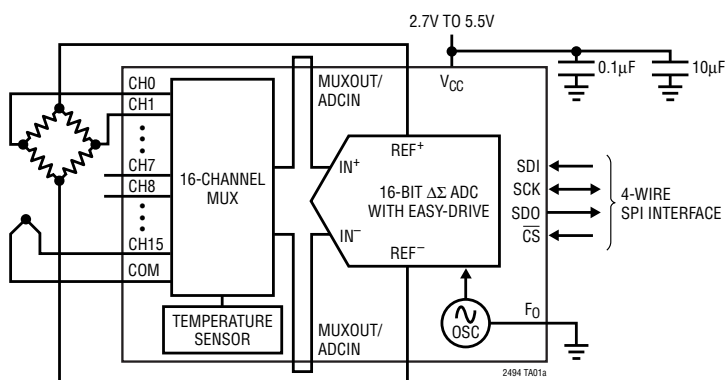 2.7V TO 5.5V
0.1µF
10µF
VCC
MUXOUT/
ADCIN
CH0
CH1
CH7
CH8
CH15
COM
16-CHANNEL
MUX
TEMPERATURE
SENSOR
IN+
IN–
REF+
16-BIT ΔΣ ADC
WITH EASY-DRIVE
REF–
SDI
SCK
SDO
CS
4-WIRE
SPI INTERFACE
FO
OSC
MUXOUT/
ADCIN
2494 TA01a